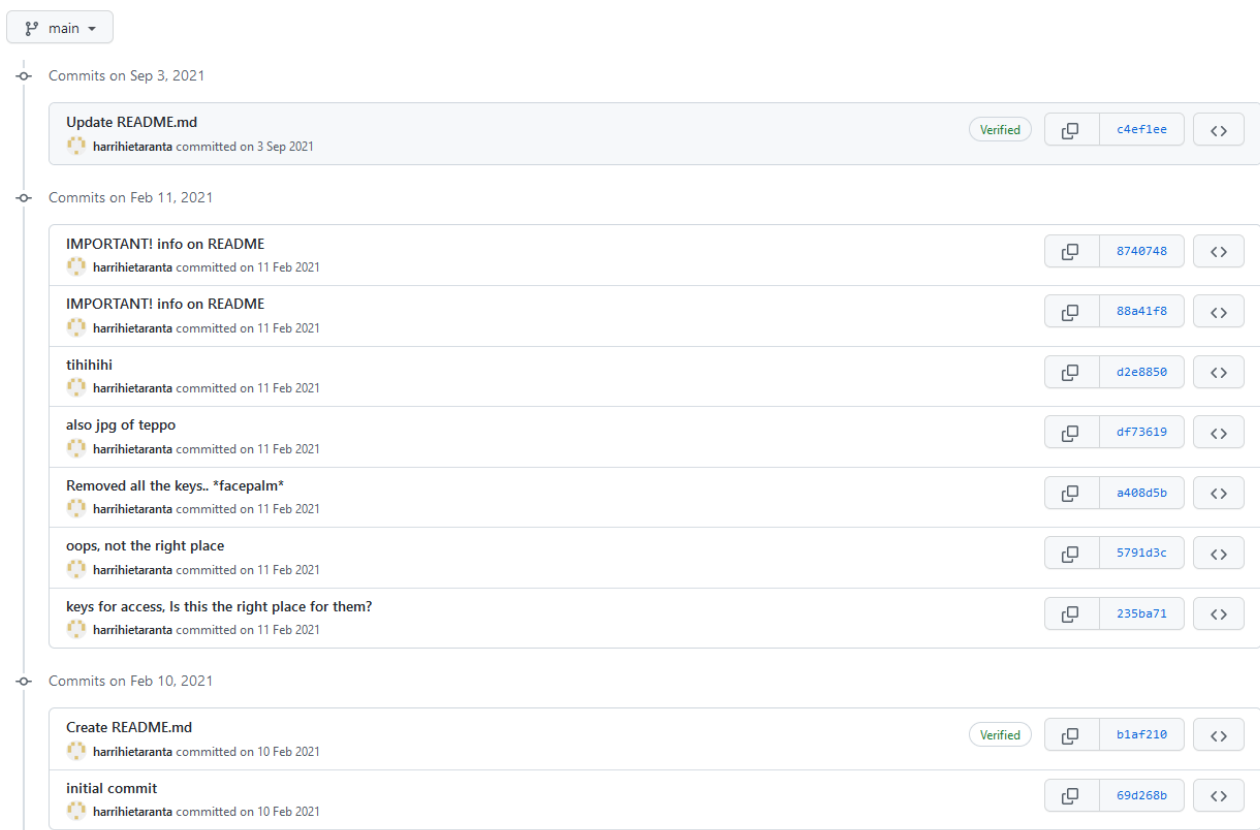 main
Commits on Sep 3, 2021
Update README.md
Verified
c4ef1ee
harrihietaranta committed on 3 Sep 2021
Commits on Feb 11, 2021
IMPORTANT! info on README
8740748
harrihietaranta committed on 11 Feb 2021
IMPORTANT! info on README
88a41f8
harrihietaranta committed on 11 Feb 2021
tihihihi
d2e8850
harrihietaranta committed on 11 Feb 2021
also jpg of teppo
df73619
harrihietaranta committed on 11 Feb 2021
Removed all the keys.. *facepalm*
a408d5b
harrihietaranta committed on 11 Feb 2021
oops, not the right place
5791d3c
harrihietaranta committed on 11 Feb 2021
keys for access, Is this the right place for them?
235ba71
harrihietaranta committed on 11 Feb 2021
Commits on Feb 10, 2021
Create README.md
Verified
b1af210
harrihietaranta committed on 10 Feb 2021
initial commit
69d268b
harrihietaranta committed on 10 Feb 2021